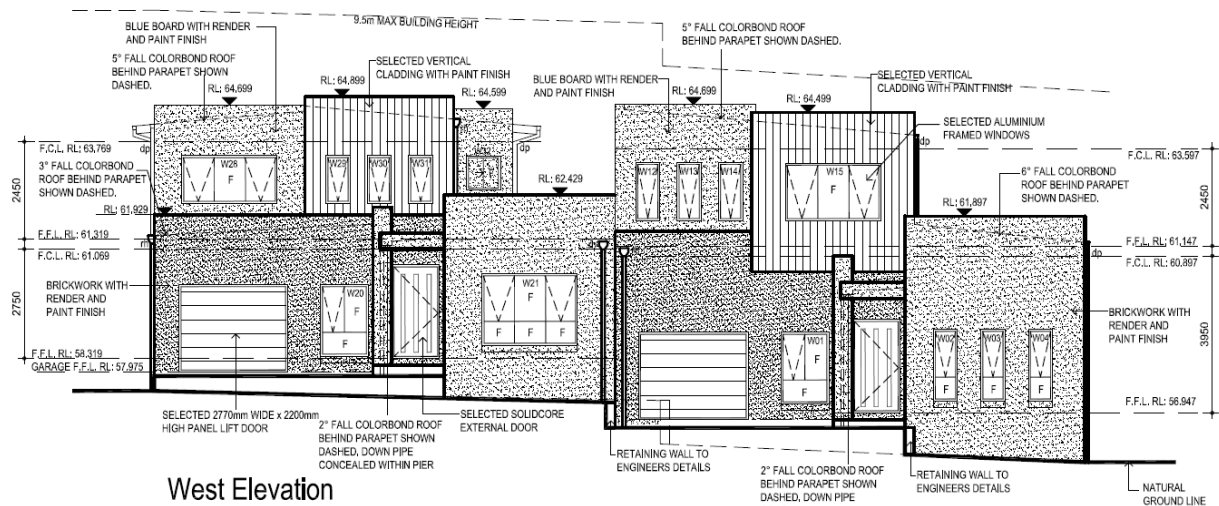 9.5m MAX BUILDING HEIGHT
BLUE BOARD WITH RENDER
AND PAINT FINISH
5° FALL COLORBOND ROOF
BEHIND PARAPET SHOWN
DASHED.
RL: 64,699
RL: 64,899
SELECTED VERTICAL
CLADDING WITH PAINT FINISH
RL: 64,599
5° FALL COLORBOND ROOF
BEHIND PARAPET SHOWN DASHED.
BLUE BOARD WITH RENDER
AND PAINT FINISH
RL: 64,699
RL: 64,499
SELECTED VERTICAL
CLADDING WITH PAINT FINISH
SELECTED ALUMINIUM
FRAMED WINDOWS
F.C.L. RL: 63,769
F.C.L. RL: 63.597
3° FALL COLORBOND
ROOF BEHIND PARAPET
SHOWN DASHED.
6° FALL COLORBOND
ROOF BEHIND PARAPET
SHOWN DASHED.
dp
dp
dp
W28
F
W29
W30
W31
W12
W13
W14
W15
F
2450
2450
RL: 61,929
RL: 62,429
RL: 61,897
F.F.L. RL: 61,319
F.C.L. RL: 61.069
F.F.L. RL: 61,147
F.C.L. RL: 60,897
dp
BRICKWORK WITH
RENDER AND
PAINT FINISH
BRICKWORK WITH
RENDER AND
PAINT FINISH
2750
3950
W20
F
F
W21
F
F F F F
W01
F
F
W02
W03
W04
F
F
F
F.F.L. RL: 58,319
GARAGE F.F.L. RL: 57,975
F.F.L. RL: 56.947
SELECTED 2770mm WIDE x 2200mm
HIGH PANEL LIFT DOOR
2° FALL COLORBOND ROOF
BEHIND PARAPET SHOWN
DASHED, DOWN PIPE
CONCEALED WITHIN PIER
SELECTED SOLIDCORE
EXTERNAL DOOR
RETAINING WALL TO
ENGINEERS DETAILS
2° FALL COLORBOND ROOF
BEHIND PARAPET SHOWN
DASHED, DOWN PIPE
RETAINING WALL TO
ENGINEERS DETAILS
NATURAL
GROUND LINE
West Elevation